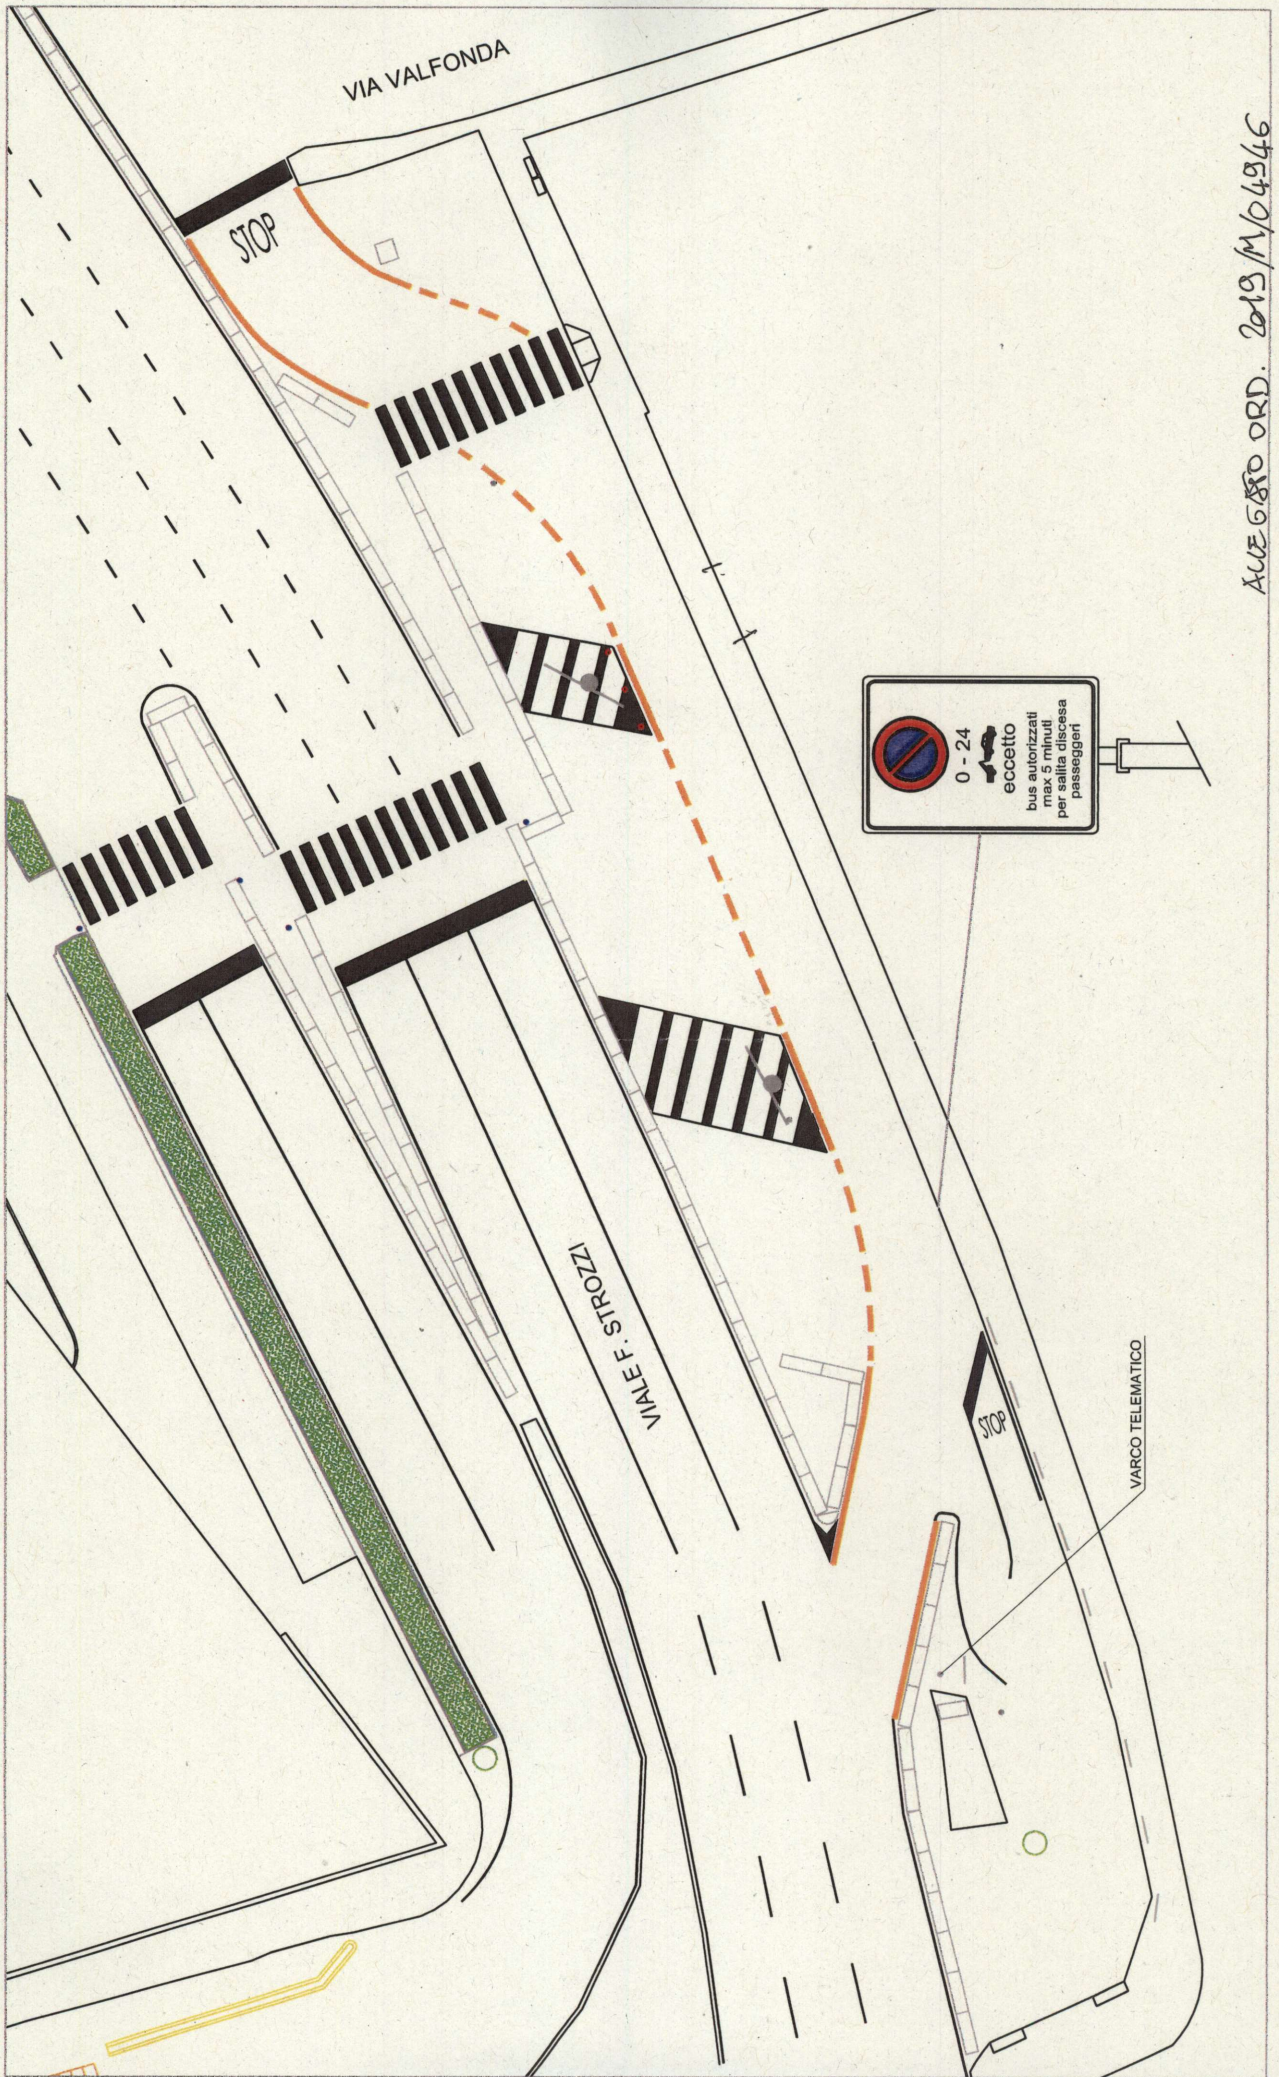 VIA VALFONDA
STOP
ALLEGATO ORD. 2019/M/04946
0 - 24
eccetto
bus autorizzati
max 5 minuti
per salita discesa
passeggeri
VIALE F. STROZZI
STOP
VARCO TELEMATICO